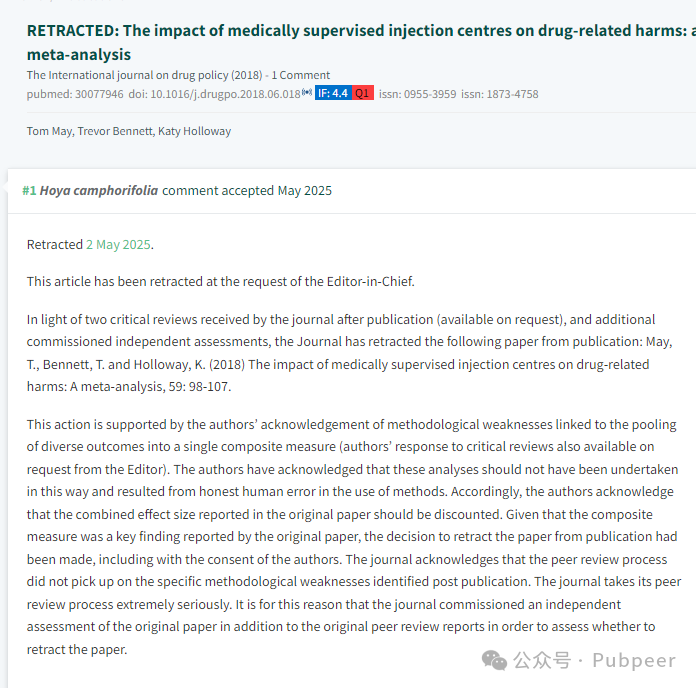 RETRACTED: The impact of medically supervised injection centres on drug-related harms: a
meta-analysis
The International journal on drug policy (2018) - 1 Comment
pubmed: 30077946 doi: 10.1016/j.drugpo.2018.06.018 IF: 4.4 Q1 issn: 0955-3959 issn: 1873-4758
Tom May, Trevor Bennett, Katy Holloway
#1 Hoya camphorifolia comment accepted May 2025
Retracted 2 May 2025.
This article has been retracted at the request of the Editor-in-Chief.
In light of two critical reviews received by the journal after publication (available on request), and additional
commissioned independent assessments, the Journal has retracted the following paper from publication: May,
T., Bennett, T. and Holloway, K. (2018) The impact of medically supervised injection centres on drug-related
harms: A meta-analysis, 59: 98-107.
This action is supported by the authors' acknowledgement of methodological weaknesses linked to the pooling
of diverse outcomes into a single composite measure (authors' response to critical reviews also available on
request from the Editor). The authors have acknowledged that these analyses should not have been undertaken
in this way and resulted from honest human error in the use of methods. Accordingly, the authors acknowledge
that the combined effect size reported in the original paper should be discounted. Given that the composite
measure was a key finding reported by the original paper, the decision to retract the paper from publication had
been made, including with the consent of the authors. The journal acknowledges that the peer review process
did not pick up on the specific methodological weaknesses identified post publication. The journal takes its peer
review process extremely seriously. It is for this reason that the journal commissioned an independent
assessment of the original paper in addition to the original peer review reports in order to assess whether to
retract the paper.
公众号 · Pubpeer